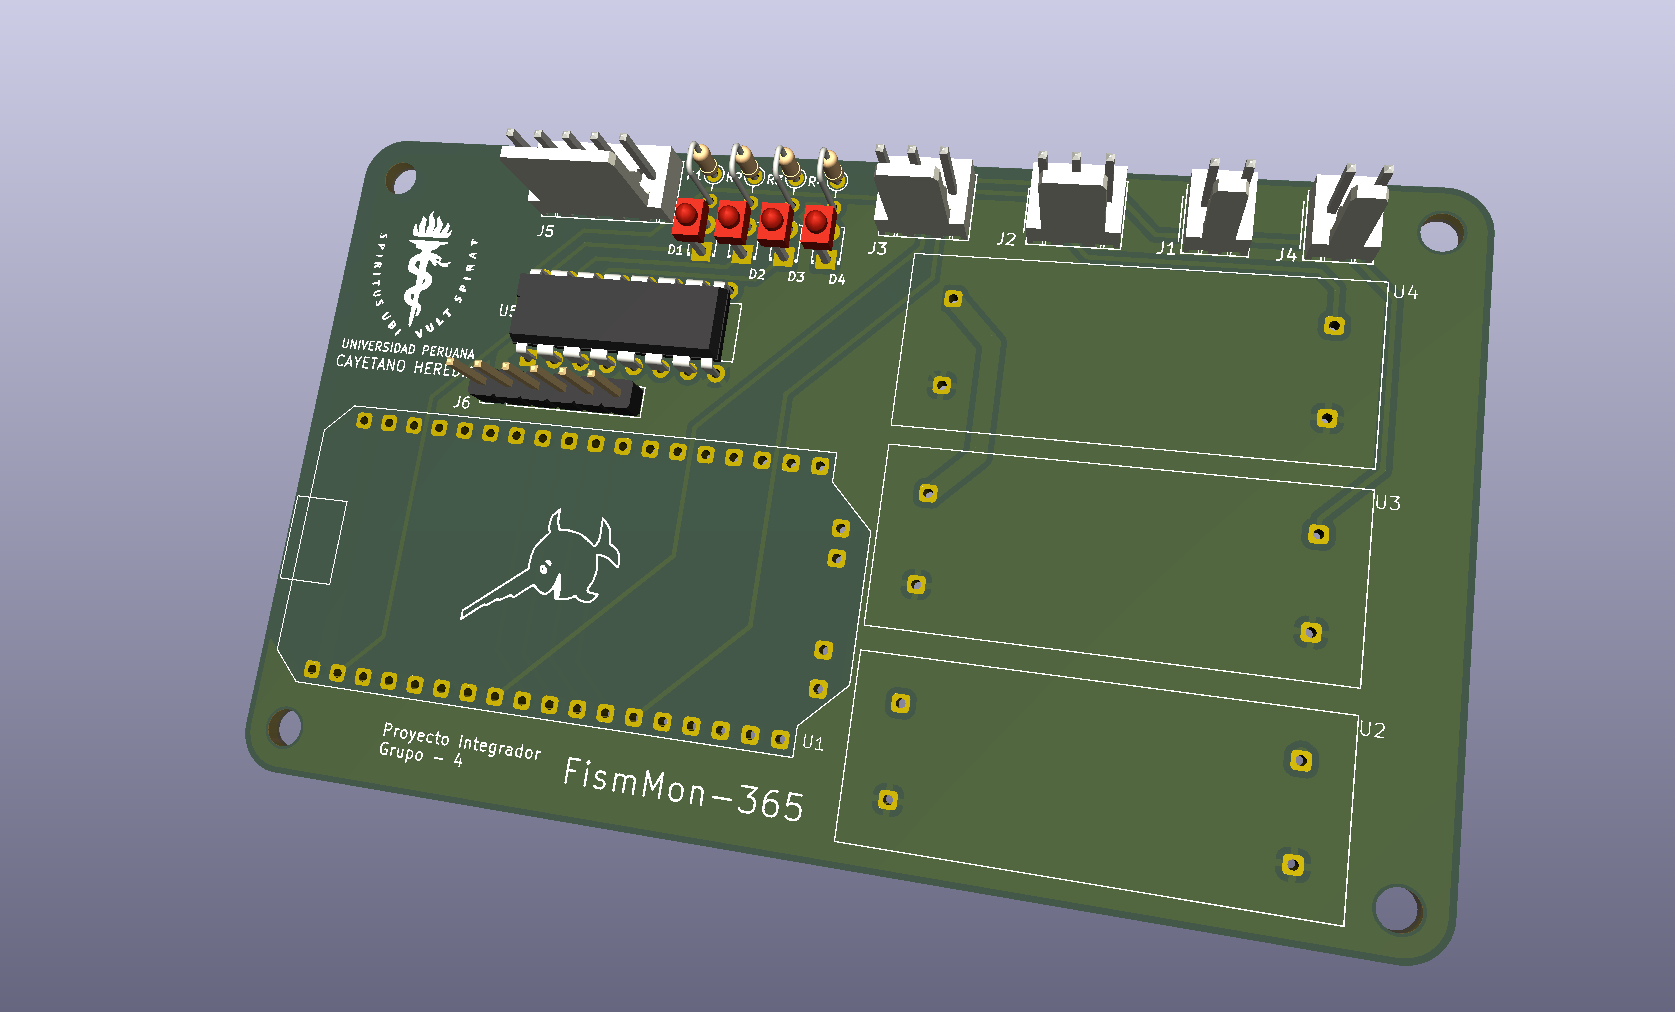 J5
R2
D1
D2
D3
D4
J3
J2
J1
J4
SPIRITUS UBI VULT SPIRAT
U4
UNIVERSIDAD PERUANA
CAYETANO
J6
U3
U1
U2
Proyecto Integrador
Grupo - 4
FismMon-365